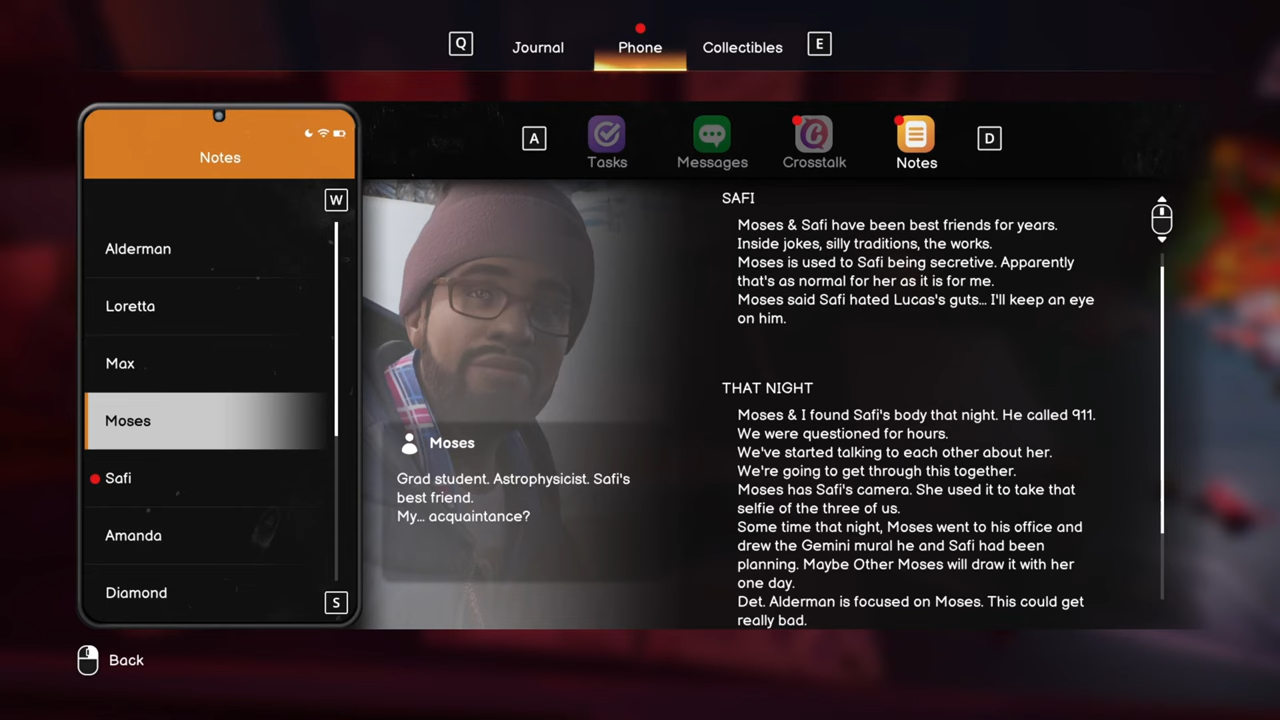 Q
Journal
Phone
Collectibles
E
Notes
A
Tasks
Messages
Crosstalk
Notes
D
W
Alderman
Loretta
Max
Moses
Safi
Amanda
Diamond
S
Moses
Grad student. Astrophysicist. Safi's
best friend.
My... acquaintance?
SAFI
Moses & Safi have been best friends for years.
Inside jokes, silly traditions, the works.
Moses is used to Safi being secretive. Apparently
that's as normal for her as it is for me.
Moses said Safi hated Lucas's guts... I'll keep an eye
on him.
THAT NIGHT
Moses & I found Safi's body that night. He called 911.
We were questioned for hours.
We've started talking to each other about her.
We're going to get through this together.
Moses has Safi's camera. She used it to take that
selfie of the three of us.
Some time that night, Moses went to his office and
drew the Gemini mural he and Safi had been
planning. Maybe Other Moses will draw it with her
one day.
Det. Alderman is focused on Moses. This could get
really bad.
Back